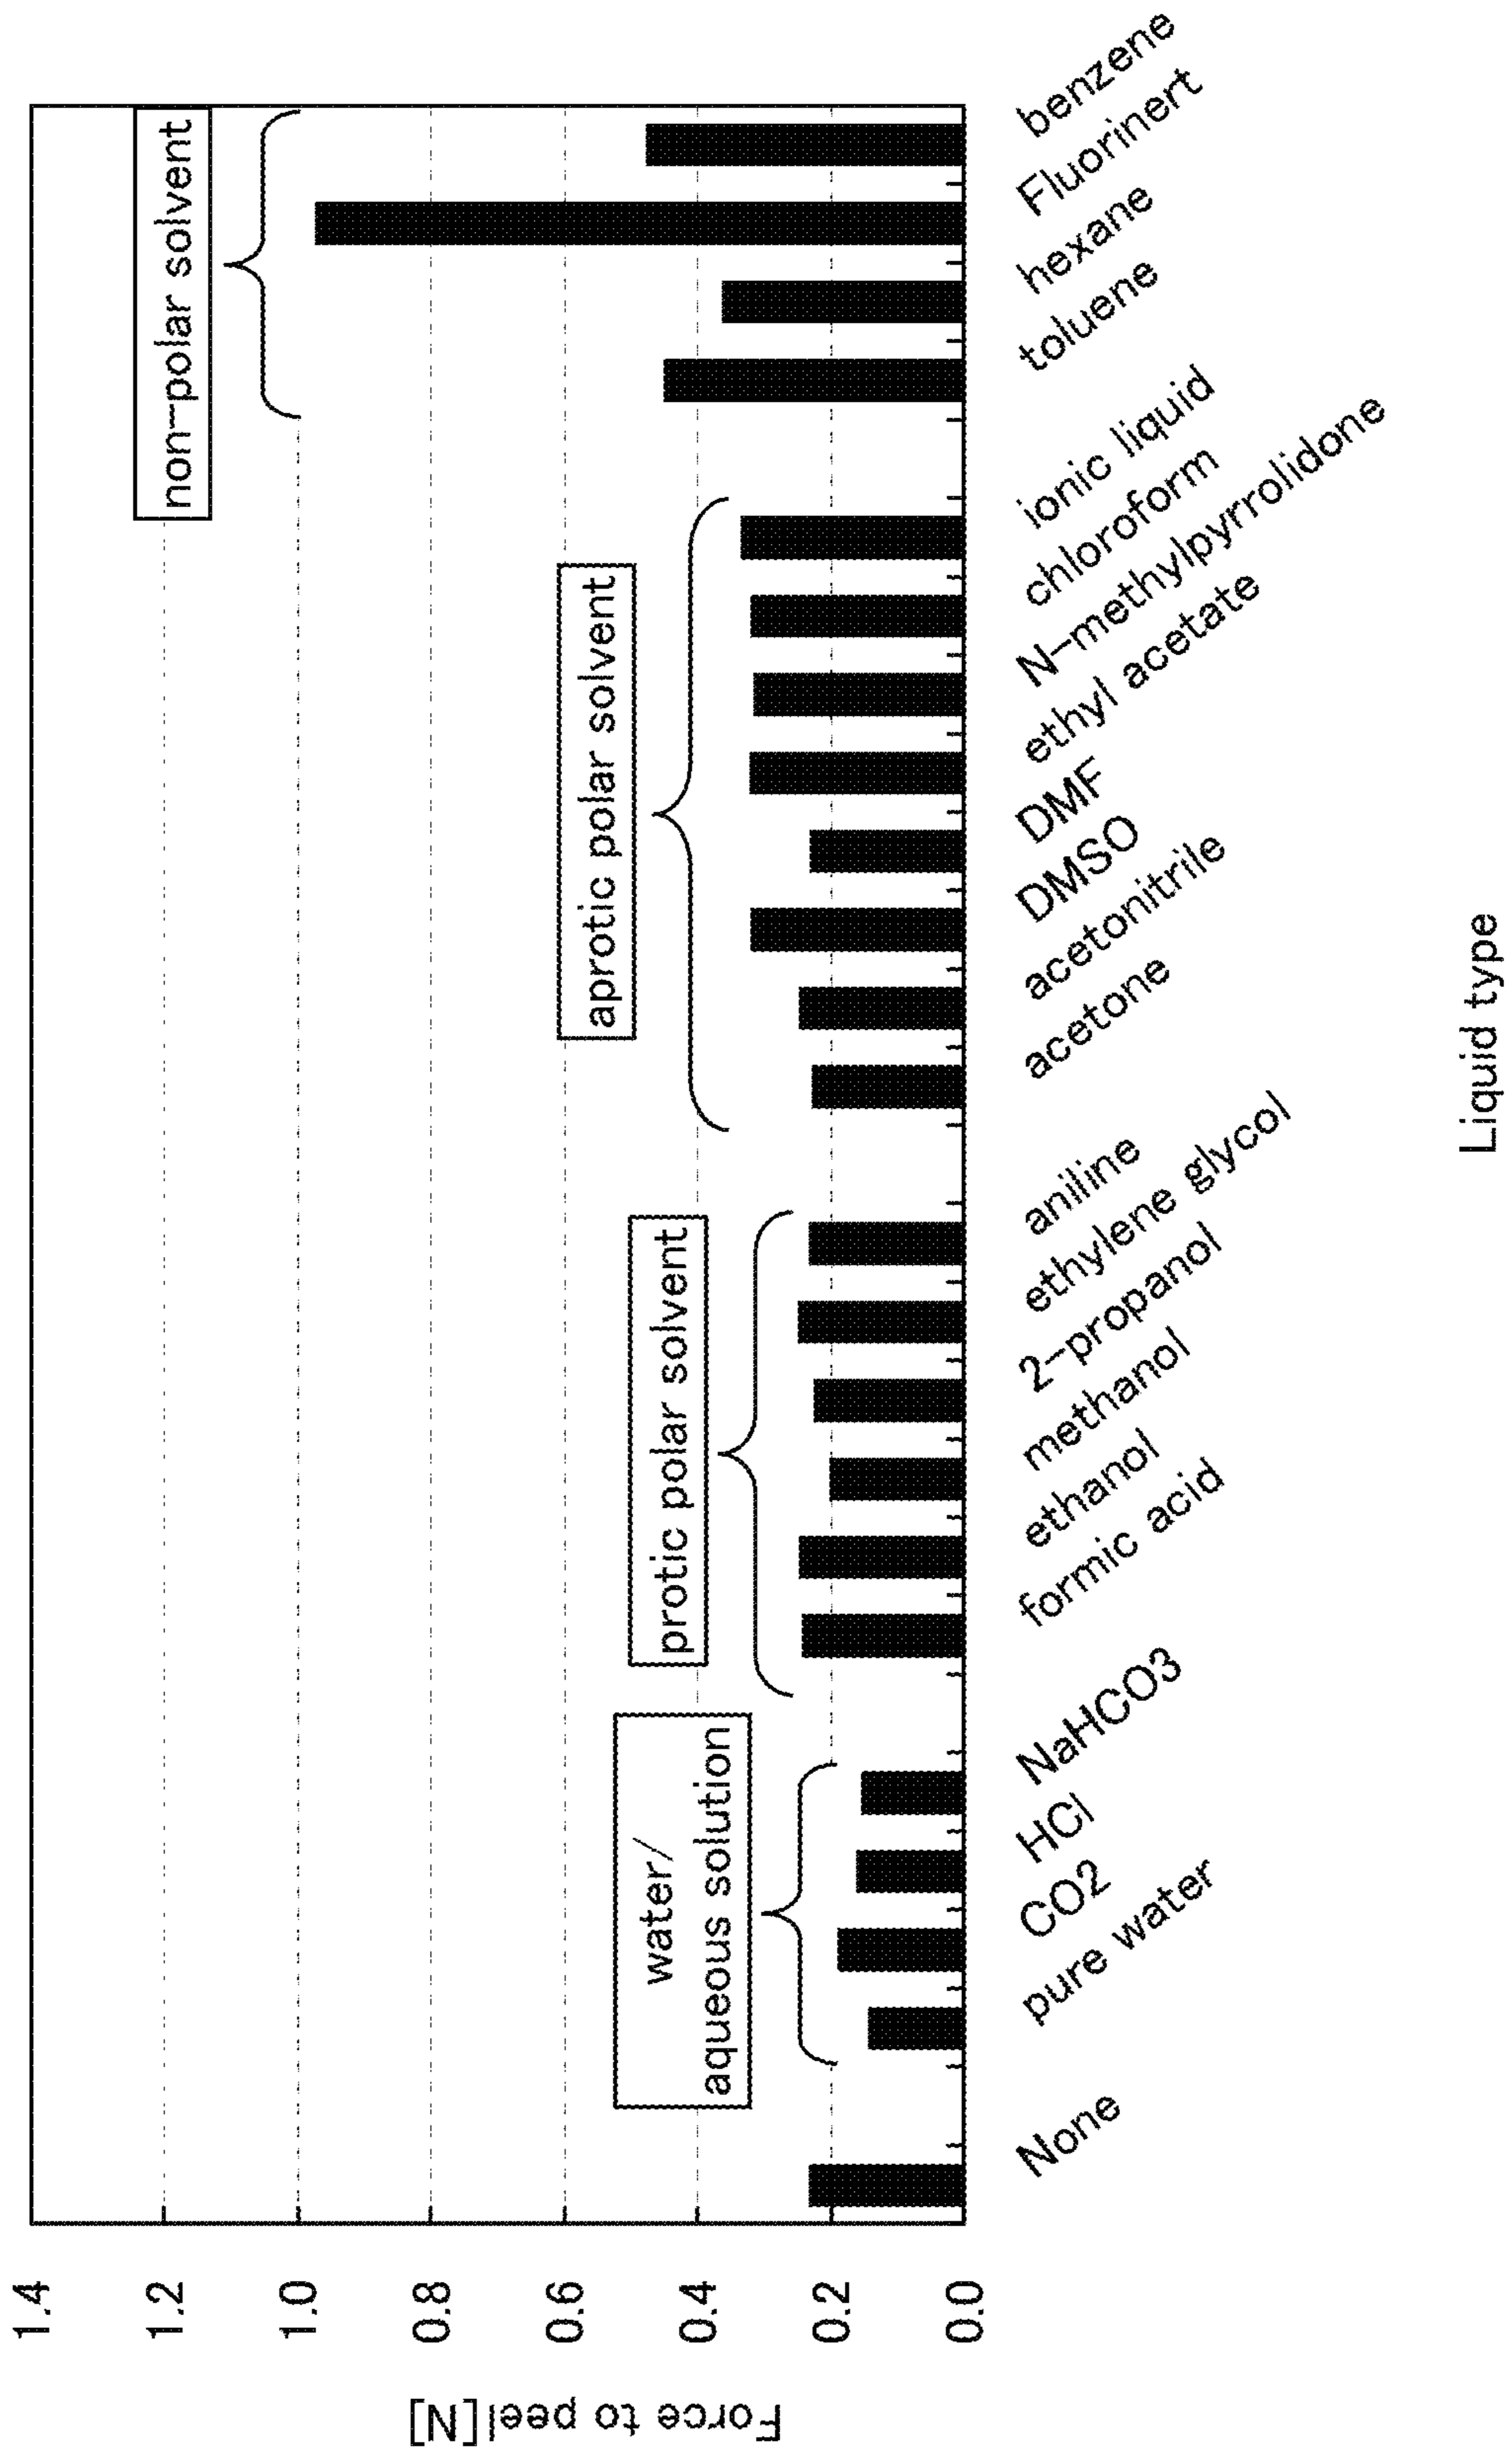 Force to peel[N]
1.4
1.2
1.0
0.8
0.6
0.4
0.2
0.0
non-polar solvent
aprotic polar solvent
protic polar solvent
water/
aqueous solution
None
pure water
CO2
HCl
NaHCO3
formic acid
ethanol
methanol
2-propanol
ethylene glycol
aniline
acetone
acetonitrile
DMSO
DMF
ethyl acetate
N-methylpyrrolidone
chloroform
ionic liquid
toluene
hexane
Fluorinert
benzene
Liquid type